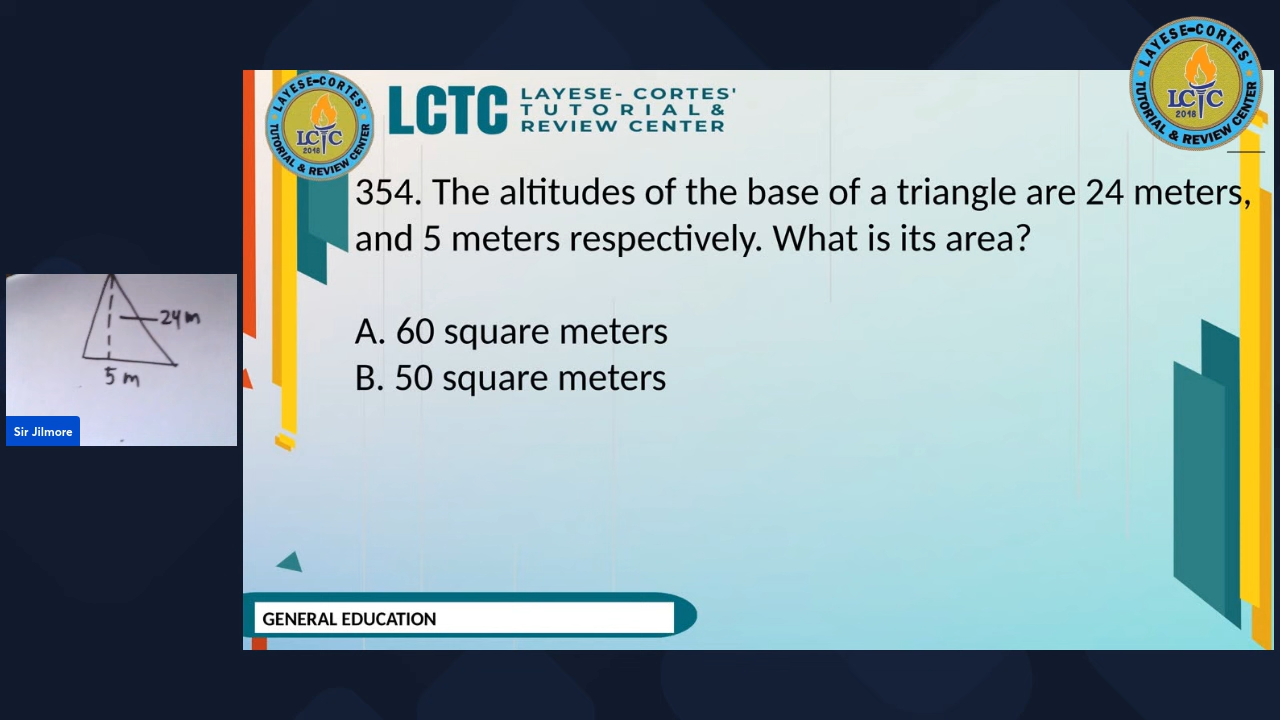 LAYESE-CORTES'
LCTC
2018
TUTORIAL & REVIEW CENTER
LCTC
LAYESE- CORTES'
TUTORIAL &
REVIEW CENTER
LAYESE-CORTES'
LCTC
2018
TUTORIAL & REVIEW CENTER
354. The altitudes of the base of a triangle are 24 meters,
and 5 meters respectively. What is its area?
A. 60 square meters
B. 50 square meters
24 m
5 m
Sir Jilmore
GENERAL EDUCATION